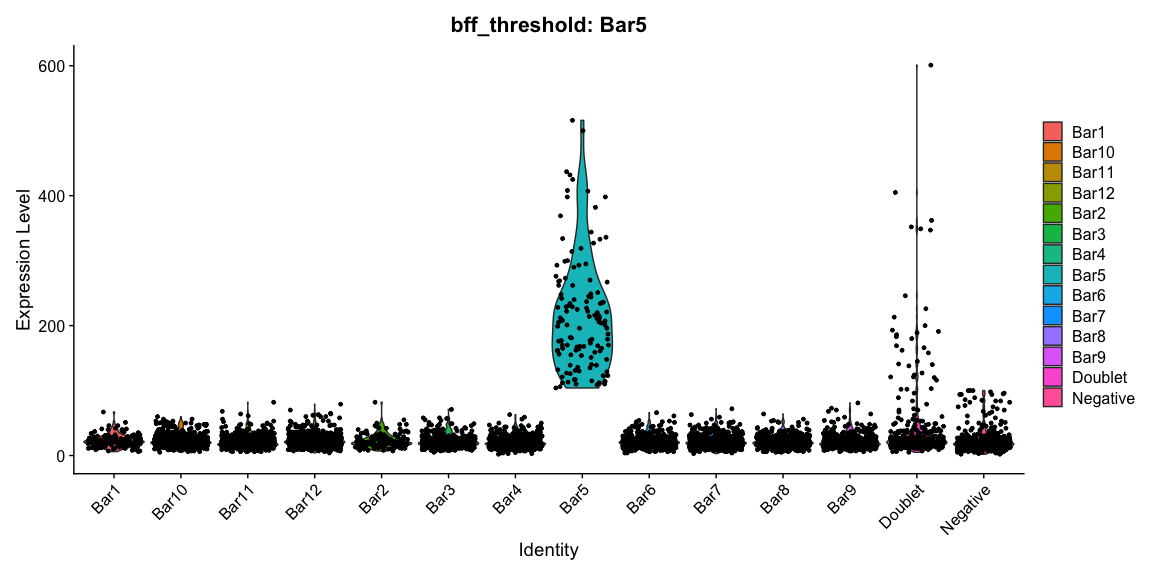 bff_threshold: Bar5
Expression Level
600
400
200
0
Bar1
Bar10
Bar11
Bar12
Bar2
Bar3
Bar4
Bar5
Bar6
Bar7
Bar8
Bar9
Doublet
Negative
Identity
Bar1
Bar10
Bar11
Bar12
Bar2
Bar3
Bar4
Bar5
Bar6
Bar7
Bar8
Bar9
Doublet
Negative